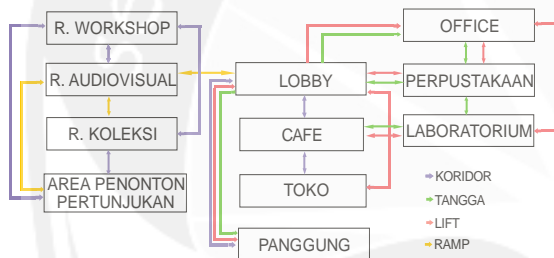 R. WORKSHOP
R. AUDIOVISUAL
R. KOLEKSI
AREA PENONTON
PERTUNJUKAN
LOBBY
CAFE
TOKO
PANGGUNG
OFFICE
PERPUSTAKAAN
LABORATORIUM
KORIDOR
TANGGA
LIFT
RAMP